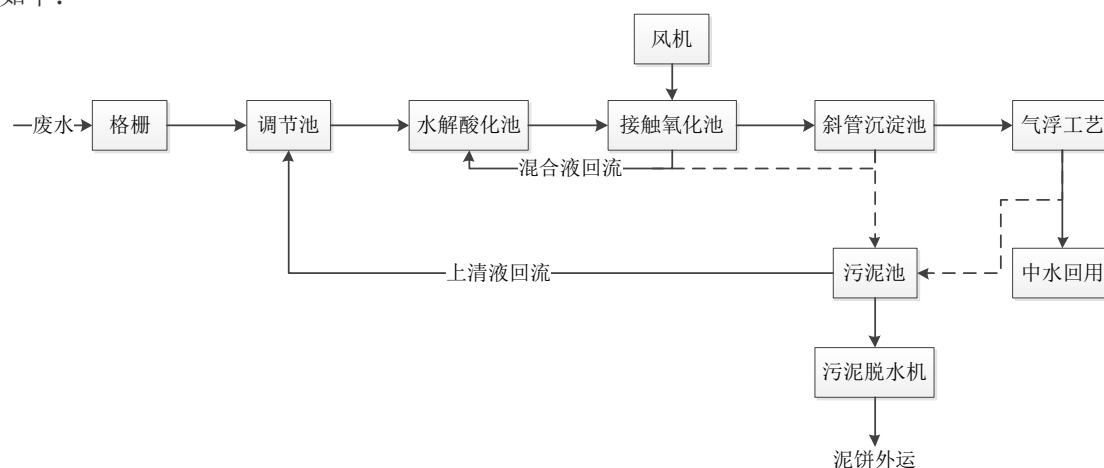 如下：
风机
废水
格栅
调节池
水解酸化池
接触氧化池
斜管沉淀池
气浮工艺
混合液回流
上清液回流
污泥池
中水回用
污泥脱水机
泥饼外运